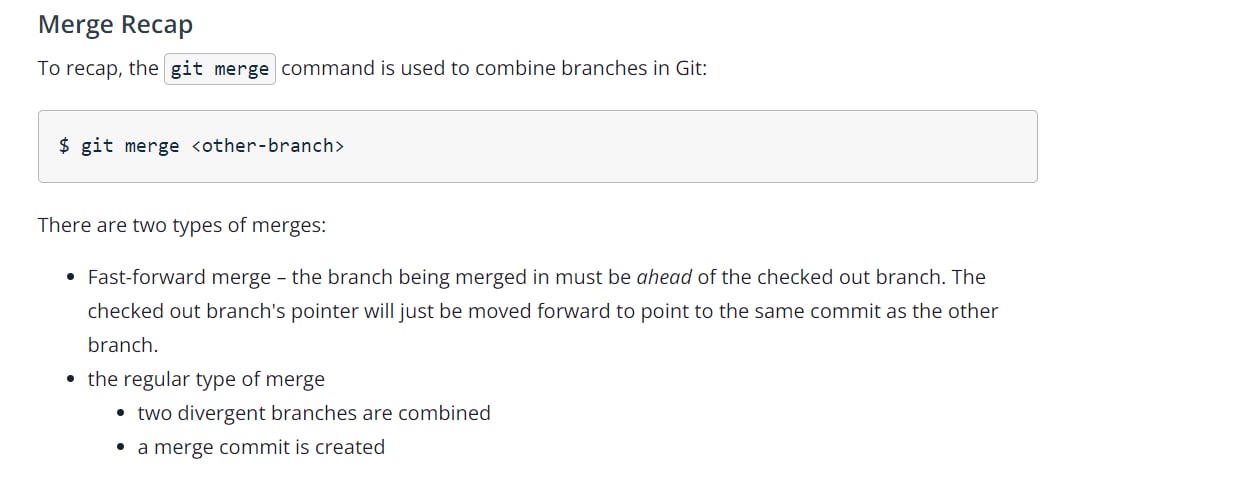 Merge Recap
To recap, the git merge command is used to combine branches in Git:
$ git merge <other-branch>
There are two types of merges:
• Fast-forward merge – the branch being merged in must be ahead of the checked out branch. The
checked out branch's pointer will just be moved forward to point to the same commit as the other
branch.
• the regular type of merge
• two divergent branches are combined
• a merge commit is created